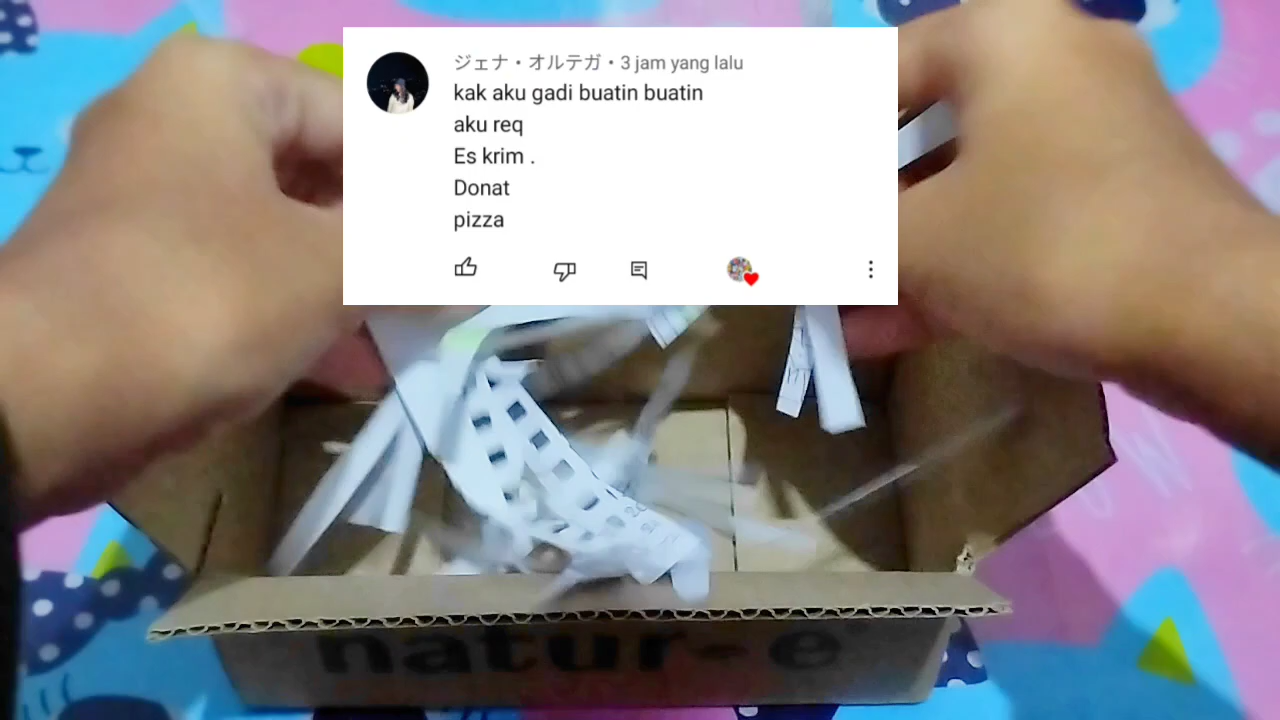 ジェナ・オルテガ • 3 jam yang lalu
kak aku gadi buatin buatin
aku req
Es krim .
Donat
pizza
natur-e